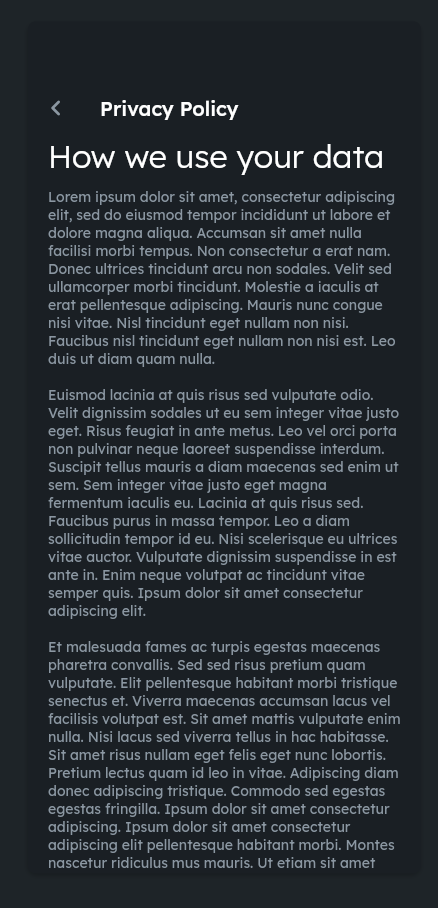 Privacy Policy
How we use your data
Lorem ipsum dolor sit amet, consectetur adipiscing
elit, sed do eiusmod tempor incididunt ut labore et
dolore magna aliqua. Accumsan sit amet nulla
facilisi morbi tempus. Non consectetur a erat nam.
Donec ultrices tincidunt arcu non sodales. Velit sed
ullamcorper morbi tincidunt. Molestie a iaculis at
erat pellentesque adipiscing. Mauris nunc congue
nisi vitae. Nisl tincidunt eget nullam non nisi.
Faucibus nisl tincidunt eget nullam non nisi est. Leo
duis ut diam quam nulla.
Euismod lacinia at quis risus sed vulputate odio.
Velit dignissim sodales ut eu sem integer vitae justo
eget. Risus feugiat in ante metus. Leo vel orci porta
non pulvinar neque laoreet suspendisse interdum.
Suscipit tellus mauris a diam maecenas sed enim ut
sem. Sem integer vitae justo eget magna
fermentum iaculis eu. Lacinia at quis risus sed.
Faucibus purus in massa tempor. Leo a diam
sollicitudin tempor id eu. Nisi scelerisque eu ultrices
vitae auctor. Vulputate dignissim suspendisse in est
ante in. Enim neque volutpat ac tincidunt vitae
semper quis. Ipsum dolor sit amet consectetur
adipiscing elit.
Et malesuada fames ac turpis egestas maecenas
pharetra convallis. Sed sed risus pretium quam
vulputate. Elit pellentesque habitant morbi tristique
senectus et. Viverra maecenas accumsan lacus vel
facilisis volutpat est. Sit amet mattis vulputate enim
nulla. Nisi lacus sed viverra tellus in hac habitasse.
Sit amet risus nullam eget felis eget nunc lobortis.
Pretium lectus quam id leo in vitae. Adipiscing diam
donec adipiscing tristique. Commodo sed egestas
egestas fringilla. Ipsum dolor sit amet consectetur
adipiscing. Ipsum dolor sit amet consectetur
adipiscing elit pellentesque habitant morbi. Montes
nascetur ridiculus mus mauris. Ut etiam sit amet